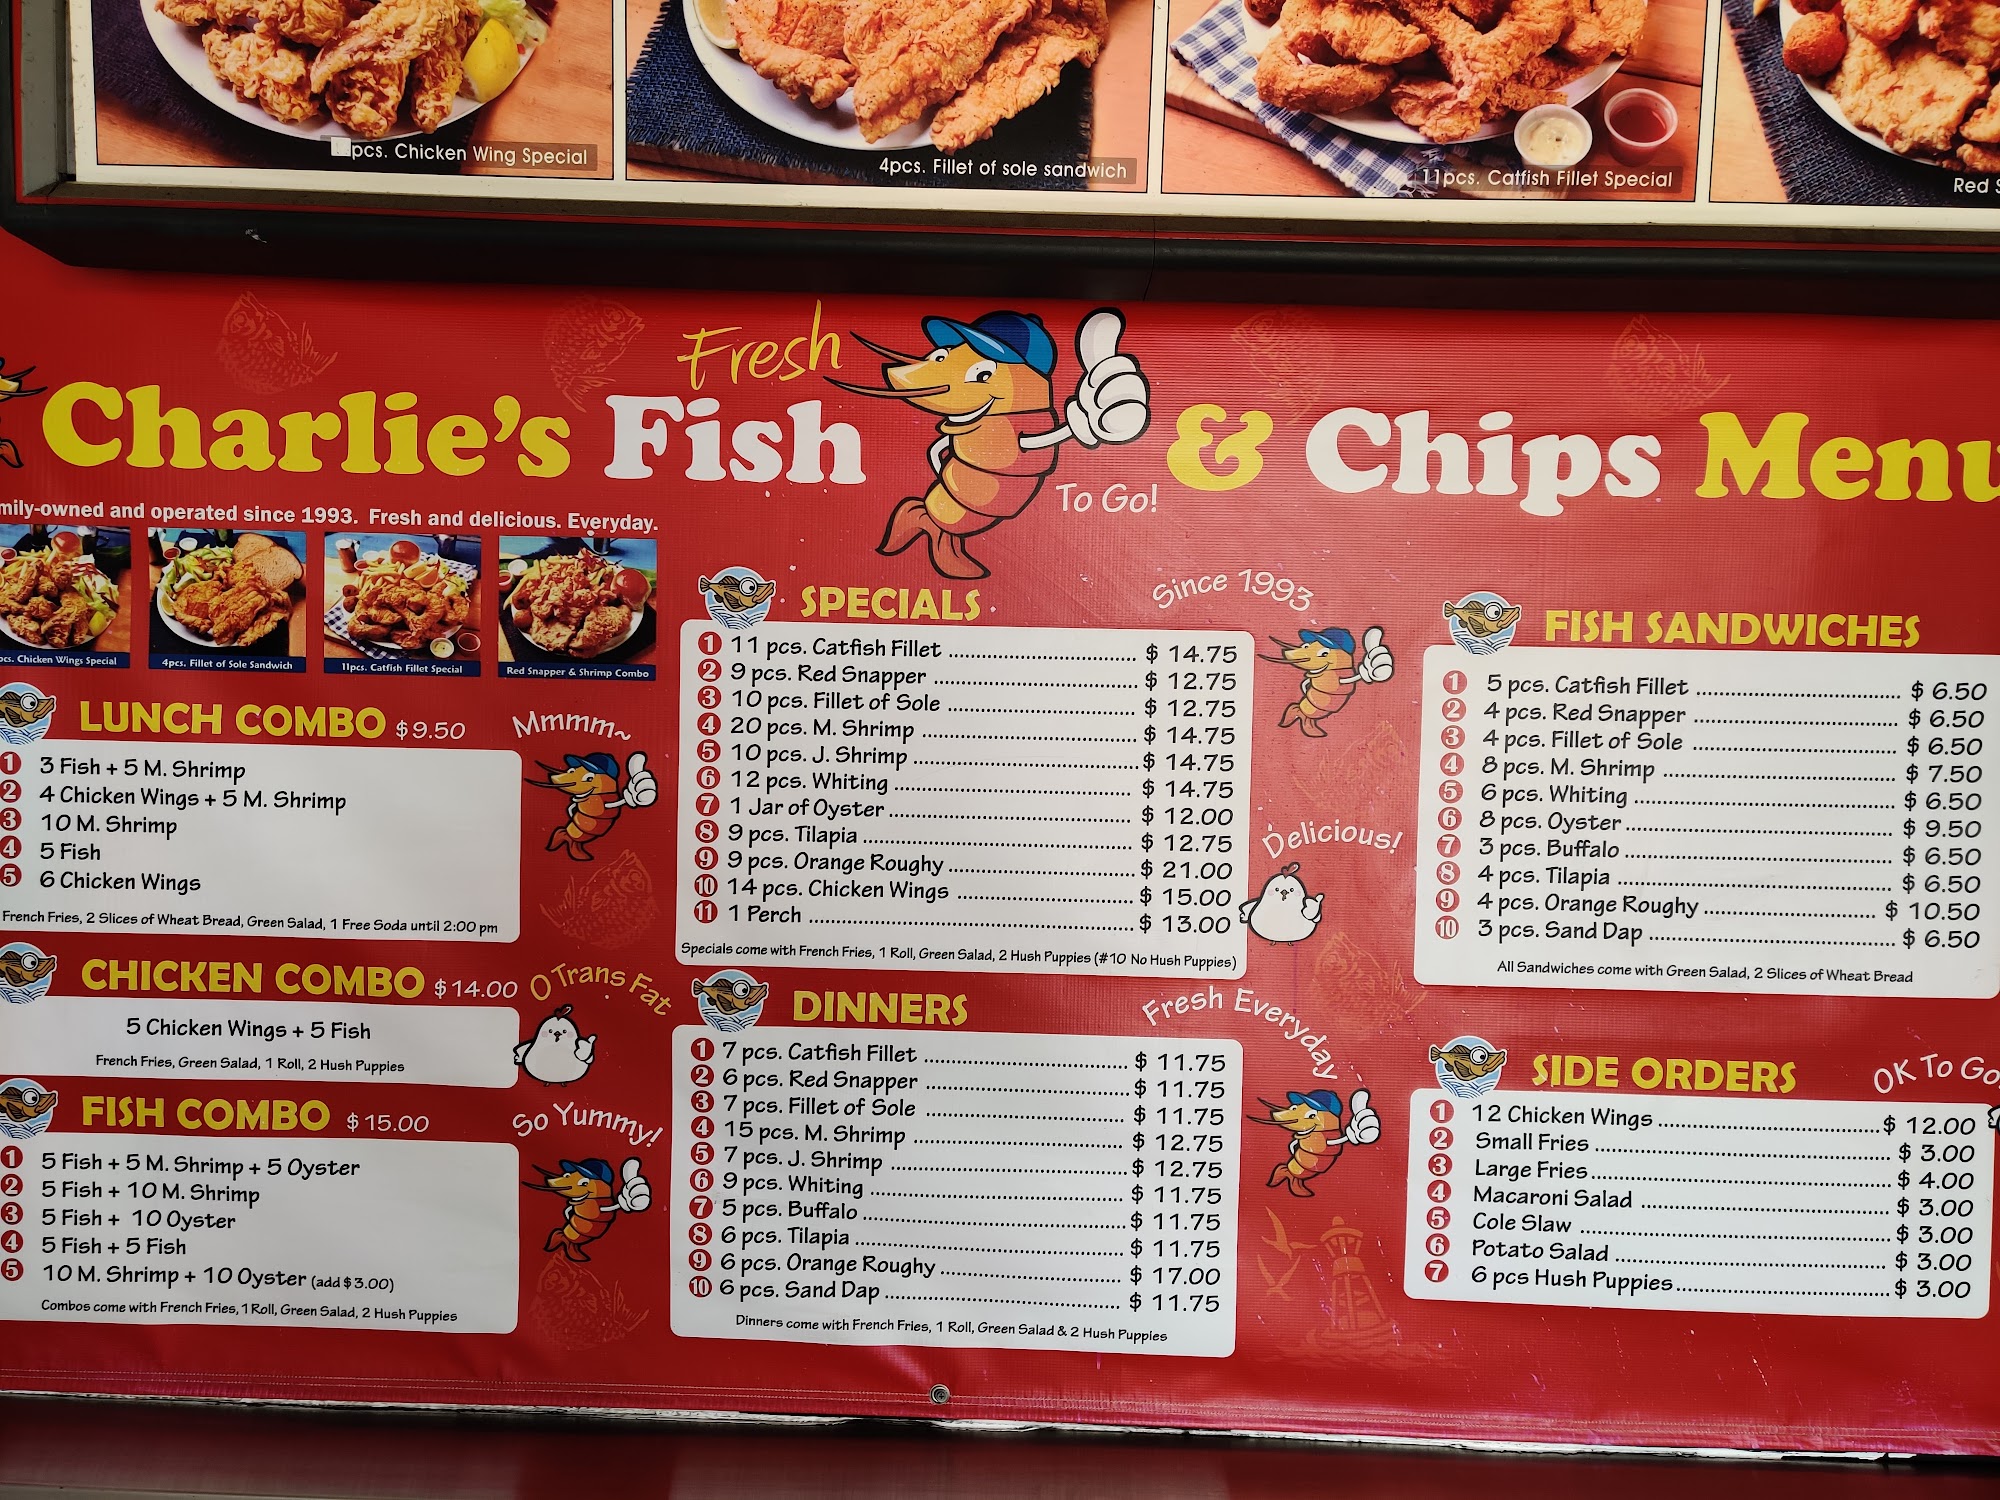 pcs. Chicken Wing Special
4pcs. Fillet of sole sandwich
11pcs. Catfish Fillet Special
Red S
Charlie's Fresh Fish & Chips Menu
To Go!
mily-owned and operated since 1993. Fresh and delicious. Everyday.
pcs. Chicken Wings Special
4pcs. Fillet of Sole Sandwich
11pcs. Catfish Fillet Special
Red Snapper & Shrimp Combo
LUNCH COMBO $9.50
Mmmm~
1 3 Fish + 5 M. Shrimp
2 4 Chicken Wings + 5 M. Shrimp
3 10 M. Shrimp
4 5 Fish
5 6 Chicken Wings
French Fries, 2 Slices of Wheat Bread, Green Salad, 1 Free Soda until 2:00 pm
CHICKEN COMBO $14.00
0 Trans Fat
5 Chicken Wings + 5 Fish
French Fries, Green Salad, 1 Roll, 2 Hush Puppies
FISH COMBO $15.00
So Yummy!
1 5 Fish + 5 M. Shrimp + 5 Oyster
2 5 Fish + 10 M. Shrimp
3 5 Fish + 10 Oyster
4 5 Fish + 5 Fish
5 10 M. Shrimp + 10 Oyster (add $3.00)
Combos come with French Fries, 1 Roll, Green Salad, 2 Hush Puppies
SPECIALS
Since 1993
1 11 pcs. Catfish Fillet $ 14.75
2 9 pcs. Red Snapper $ 12.75
3 10 pcs. Fillet of Sole $ 12.75
4 20 pcs. M. Shrimp $ 14.75
5 10 pcs. J. Shrimp $ 14.75
6 12 pcs. Whiting $ 14.75
7 1 Jar of Oyster $ 12.00
8 9 pcs. Tilapia $ 12.75
9 9 pcs. Orange Roughy $ 21.00
10 14 pcs. Chicken Wings $ 15.00
11 1 Perch $ 13.00
Specials come with French Fries, 1 Roll, Green Salad, 2 Hush Puppies (#10 No Hush Puppies)
Delicious!
DINNERS
Fresh Everyday
1 7 pcs. Catfish Fillet $ 11.75
2 6 pcs. Red Snapper $ 11.75
3 7 pcs. Fillet of Sole $ 11.75
4 15 pcs. M. Shrimp $ 12.75
5 7 pcs. J. Shrimp $ 12.75
6 9 pcs. Whiting $ 11.75
7 5 pcs. Buffalo $ 11.75
8 6 pcs. Tilapia $ 11.75
9 6 pcs. Orange Roughy $ 17.00
10 6 pcs. Sand Dap $ 11.75
Dinners come with French Fries, 1 Roll, Green Salad & 2 Hush Puppies
FISH SANDWICHES
1 5 pcs. Catfish Fillet $ 6.50
2 4 pcs. Red Snapper $ 6.50
3 4 pcs. Fillet of Sole $ 6.50
4 8 pcs. M. Shrimp $ 7.50
5 6 pcs. Whiting $ 6.50
6 8 pcs. Oyster $ 9.50
7 3 pcs. Buffalo $ 6.50
8 4 pcs. Tilapia $ 6.50
9 4 pcs. Orange Roughy $ 10.50
10 3 pcs. Sand Dap $ 6.50
All Sandwiches come with Green Salad, 2 Slices of Wheat Bread
SIDE ORDERS
OK To Go
1 12 Chicken Wings $ 12.00
2 Small Fries $ 3.00
3 Large Fries $ 4.00
4 Macaroni Salad $ 3.00
5 Cole Slaw $ 3.00
6 Potato Salad $ 3.00
7 6 pcs Hush Puppies $ 3.00